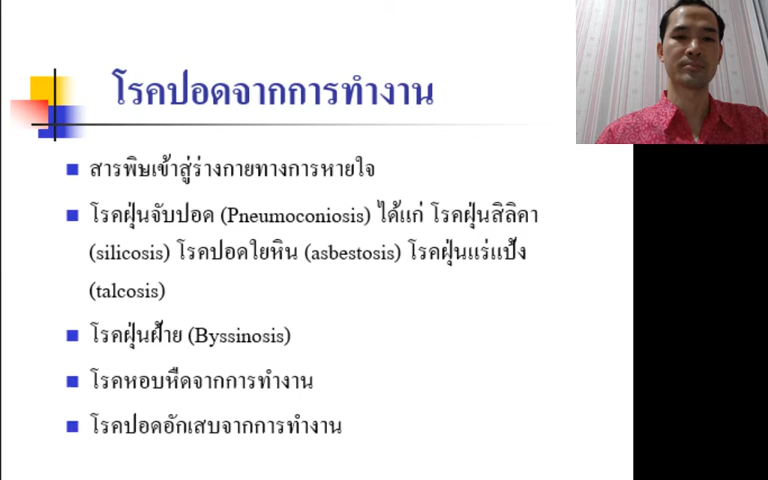 โรคปอดจากการทำงาน
สารพิษเข้าสู่ร่างกายทางการหายใจ
โรคฝุ่นจับปอด (Pneumoconiosis) ได้แก่ โรคฝุ่นสิลิคา
(silicosis) โรคปอดใยหิน (asbestosis) โรคฝุ่นแร่แป้ง
(talcosis)
โรคฝุ่นฝ้าย (Byssinosis)
โรคหอบหืดจากการทำงาน
โรคปอดอักเสบจากการทำงาน